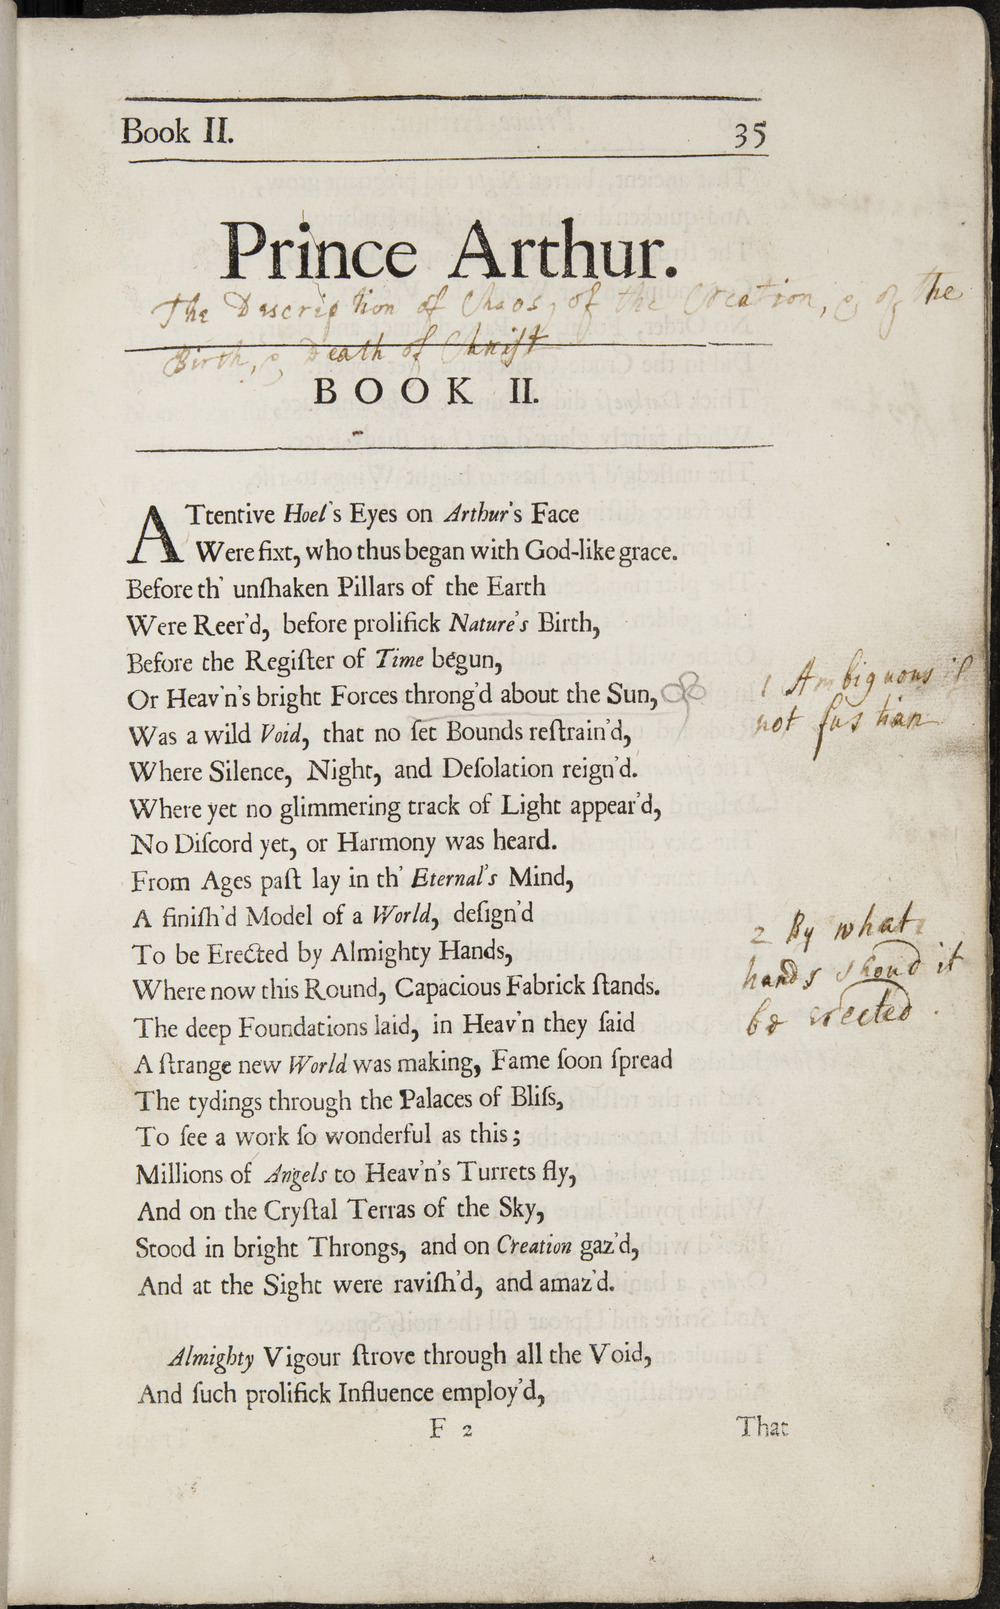 Book II. 35
Prince Arthur.
The Description of Chaos, of the Creation, & of the
Birth, & Death of Christ
BOOK II.
ATtentive Hoel's Eyes on Arthur's Face
Were fixt, who thus began with God-like grace.
Before th' unſhaken Pillars of the Earth
Were Reer'd, before prolifick Nature's Birth,
Before the Regiſter of Time begun,
Or Heav'n's bright Forces throng'd about the Sun,
1 Ambiguous if
not fustian
Was a wild Void, that no ſet Bounds reſtrain'd,
Where Silence, Night, and Deſolation reign'd.
Where yet no glimmering track of Light appear'd,
No Diſcord yet, or Harmony was heard.
From Ages paſt lay in th' Eternal's Mind,
A finiſh'd Model of a World, deſign'd
To be Erected by Almighty Hands,
2 By what
hands shoud it
be erected.
Where now this Round, Capacious Fabrick ſtands.
The deep Foundations laid, in Heav'n they ſaid
A ſtrange new World was making, Fame ſoon ſpread
The tydings through the Palaces of Bliſs,
To ſee a work ſo wonderful as this;
Millions of Angels to Heav'n's Turrets fly,
And on the Cryſtal Terras of the Sky,
Stood in bright Throngs, and on Creation gaz'd,
And at the Sight were raviſh'd, and amaz'd.
Almighty Vigour ſtrove through all the Void,
And ſuch prolifick Influence employ'd,
F 2 That